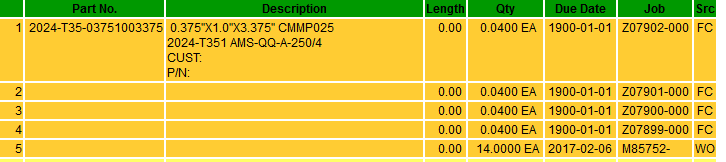 Part No. Description Length Qty Due Date Job Src
1 2024-T35-03751003375 0.375"X1.0"X3.375" CMMP025 0.00 0.0400 EA 1900-01-01 Z07902-000 FC
2024-T351 AMS-QQ-A-250/4
CUST:
P/N:
2 0.00 0.0400 EA 1900-01-01 Z07901-000 FC
3 0.00 0.0400 EA 1900-01-01 Z07900-000 FC
4 0.00 0.0400 EA 1900-01-01 Z07899-000 FC
5 0.00 14.0000 EA 2017-02-06 M85752- WO